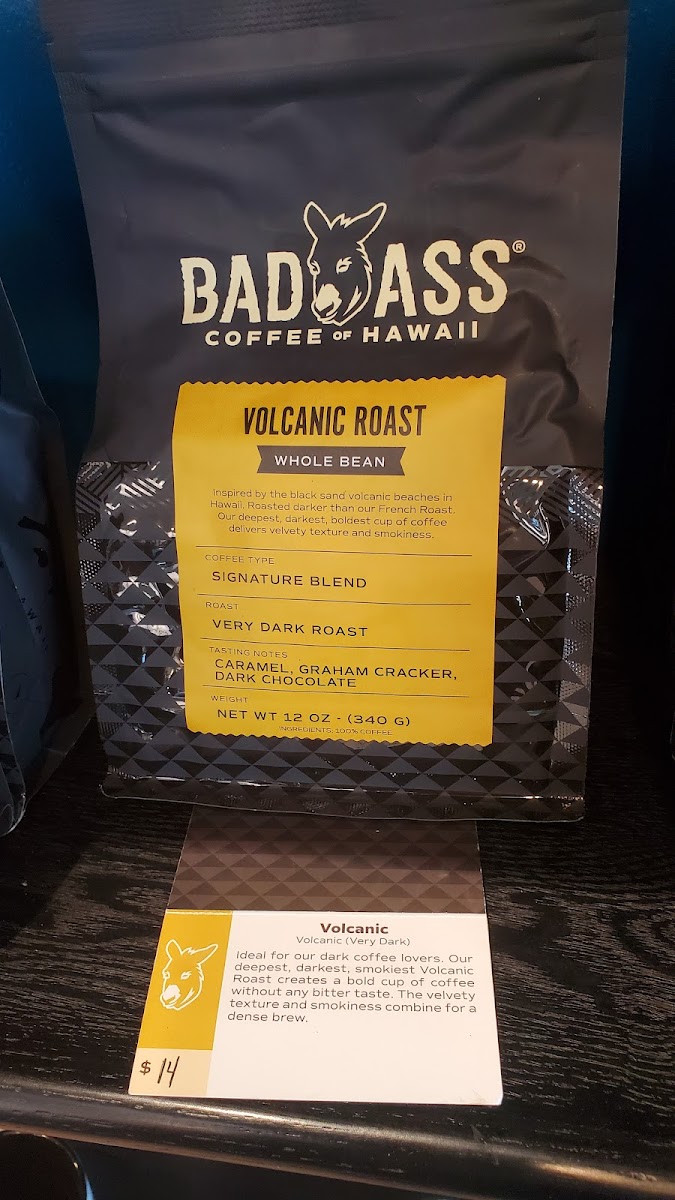 BAD ASS®
COFFEE OF HAWAII
VOLCANIC ROAST
WHOLE BEAN
Inspired by the black sand volcanic beaches in
Hawaii. Roasted darker than our French Roast.
Our deepest, darkest, boldest cup of coffee
delivers velvety texture and smokiness.
COFFEE TYPE
SIGNATURE BLEND
ROAST
VERY DARK ROAST
TASTING NOTES
CARAMEL, GRAHAM CRACKER,
DARK CHOCOLATE
WEIGHT
NET WT 12 OZ - (340 G)
INGREDIENTS: 100% COFFEE
Volcanic
Volcanic (Very Dark)
Ideal for our dark coffee lovers. Our
deepest, darkest, smokiest Volcanic
Roast creates a bold cup of coffee
without any bitter taste. The velvety
texture and smokiness combine for a
dense brew.
$ 14